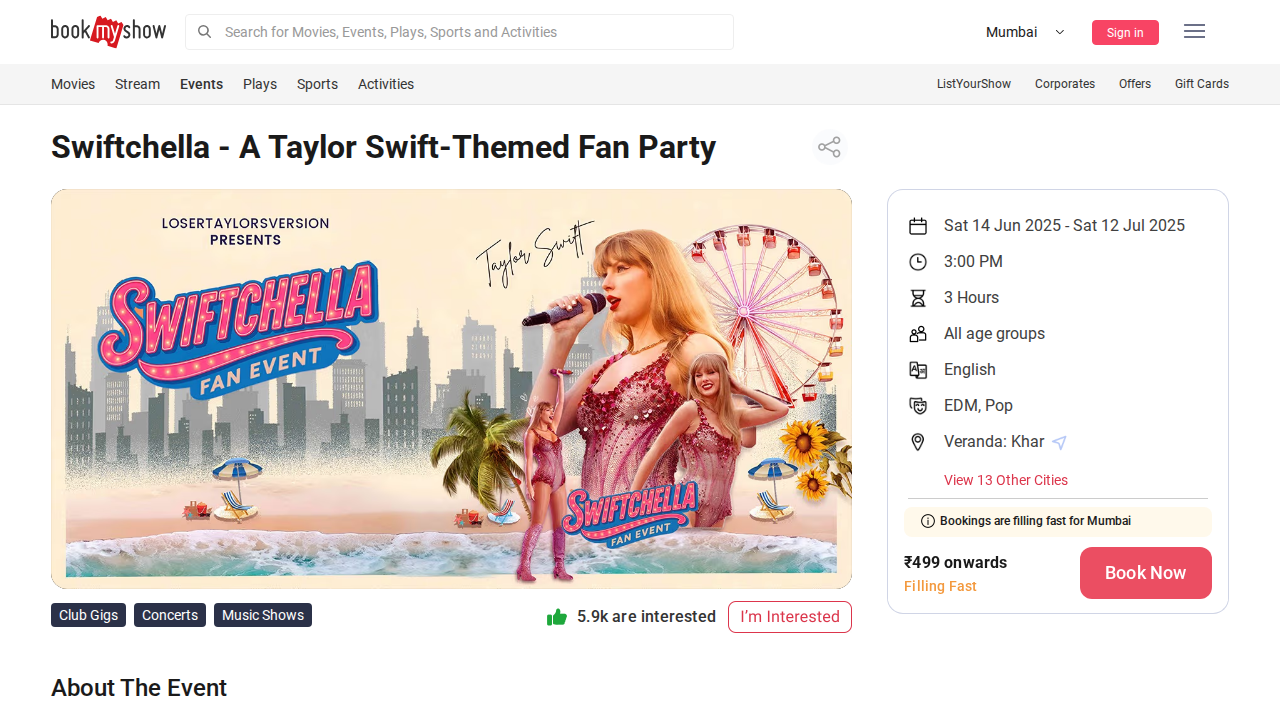 bookmyshow
Search for Movies, Events, Plays, Sports and Activities
Mumbai
Sign in
Movies
Stream
Events
Plays
Sports
Activities
ListYourShow
Corporates
Offers
Gift Cards
Swiftchella - A Taylor Swift-Themed Fan Party
LOSERTAYLORSVERSION
PRESENTS
SWIFTCHELLA
FAN EVENT
Taylor Swift
SWIFTCHELLA
FAN EVENT
Sat 14 Jun 2025 - Sat 12 Jul 2025
3:00 PM
3 Hours
All age groups
English
EDM, Pop
Veranda: Khar
View 13 Other Cities
Bookings are filling fast for Mumbai
₹499 onwards
Filling Fast
Book Now
Club Gigs
Concerts
Music Shows
5.9k are interested
I'm Interested
About The Event